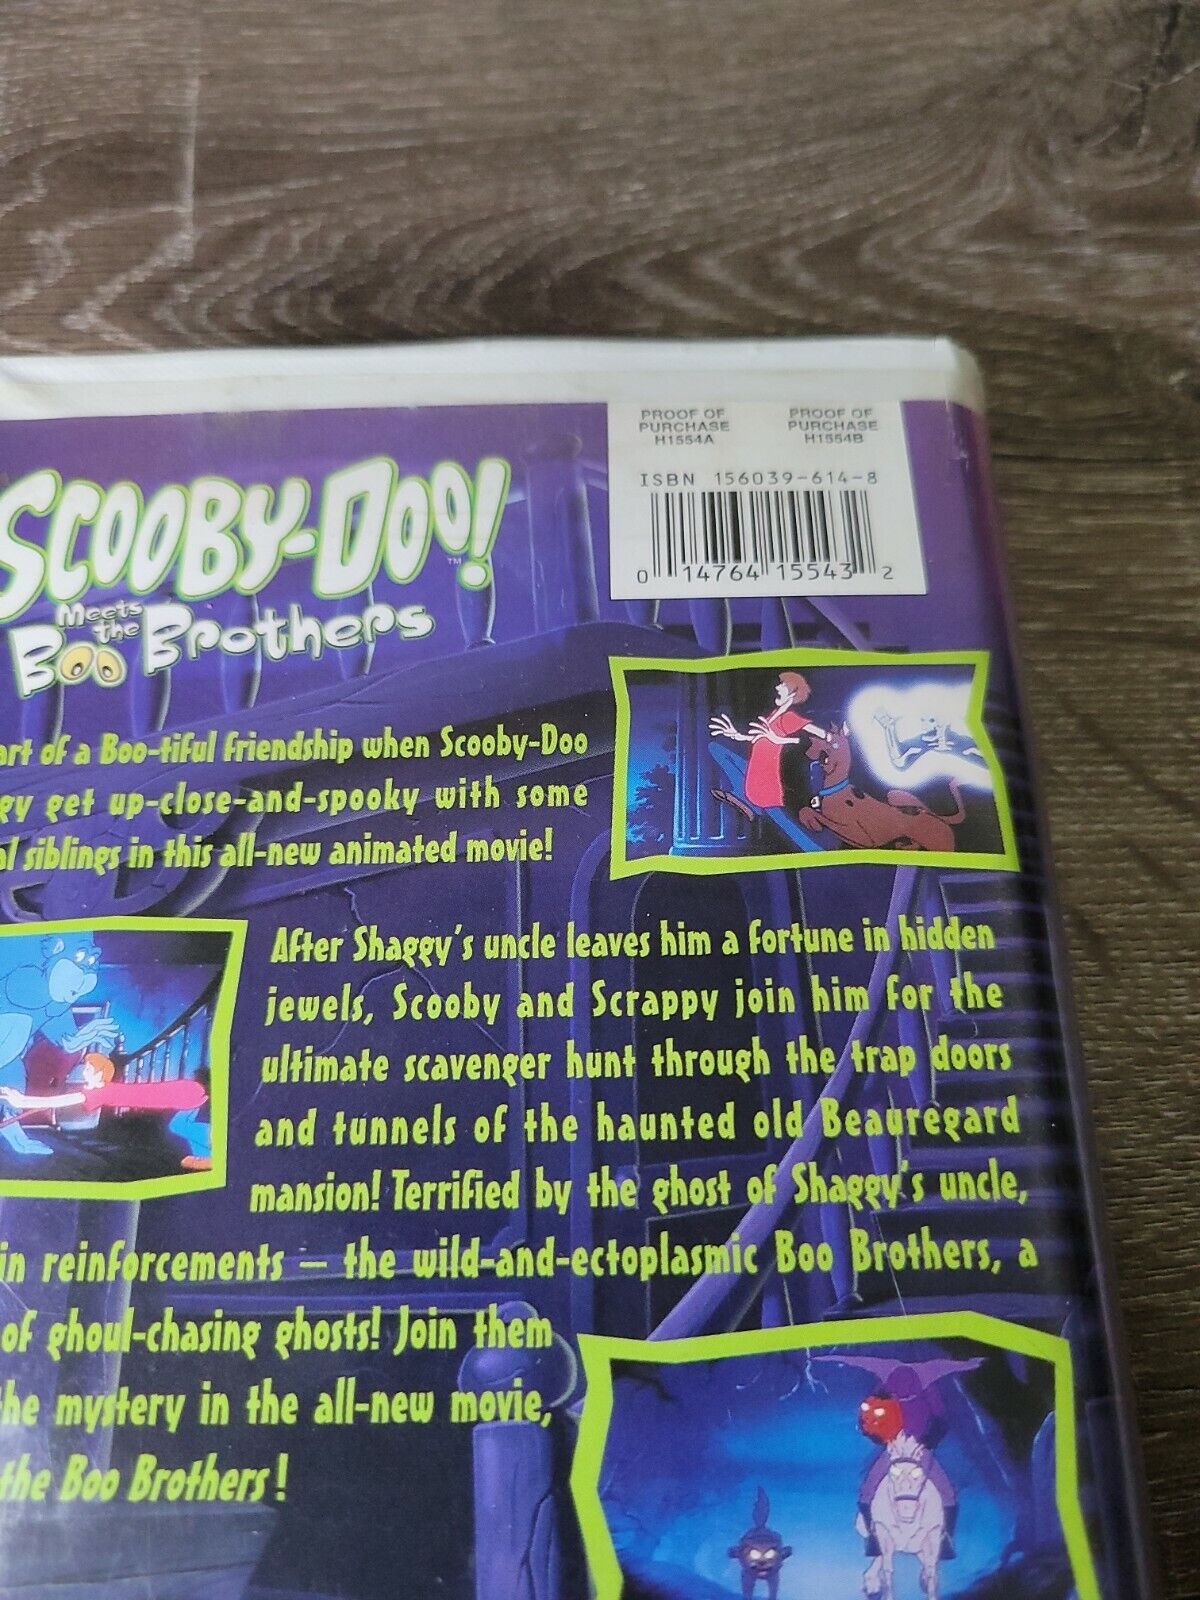 PROOF OF PURCHASE H1554A
PROOF OF PURCHASE H1554B
ISBN 156039-614-8
0 14764 15543 2
SCOOBY-DOO!™
Meets the
Boo Brothers
art of a Boo-tiful friendship when Scooby-Doo
gy get up-close-and-spooky with some
al siblings in this all-new animated movie!
After Shaggy's uncle leaves him a fortune in hidden
jewels, Scooby and Scrappy join him for the
ultimate scavenger hunt through the trap doors
and tunnels of the haunted old Beauregard
mansion! Terrified by the ghost of Shaggy's uncle,
in reinforcements – the wild-and-ectoplasmic Boo Brothers, a
of ghoul-chasing ghosts! Join them
he mystery in the all-new movie,
the Boo Brothers!